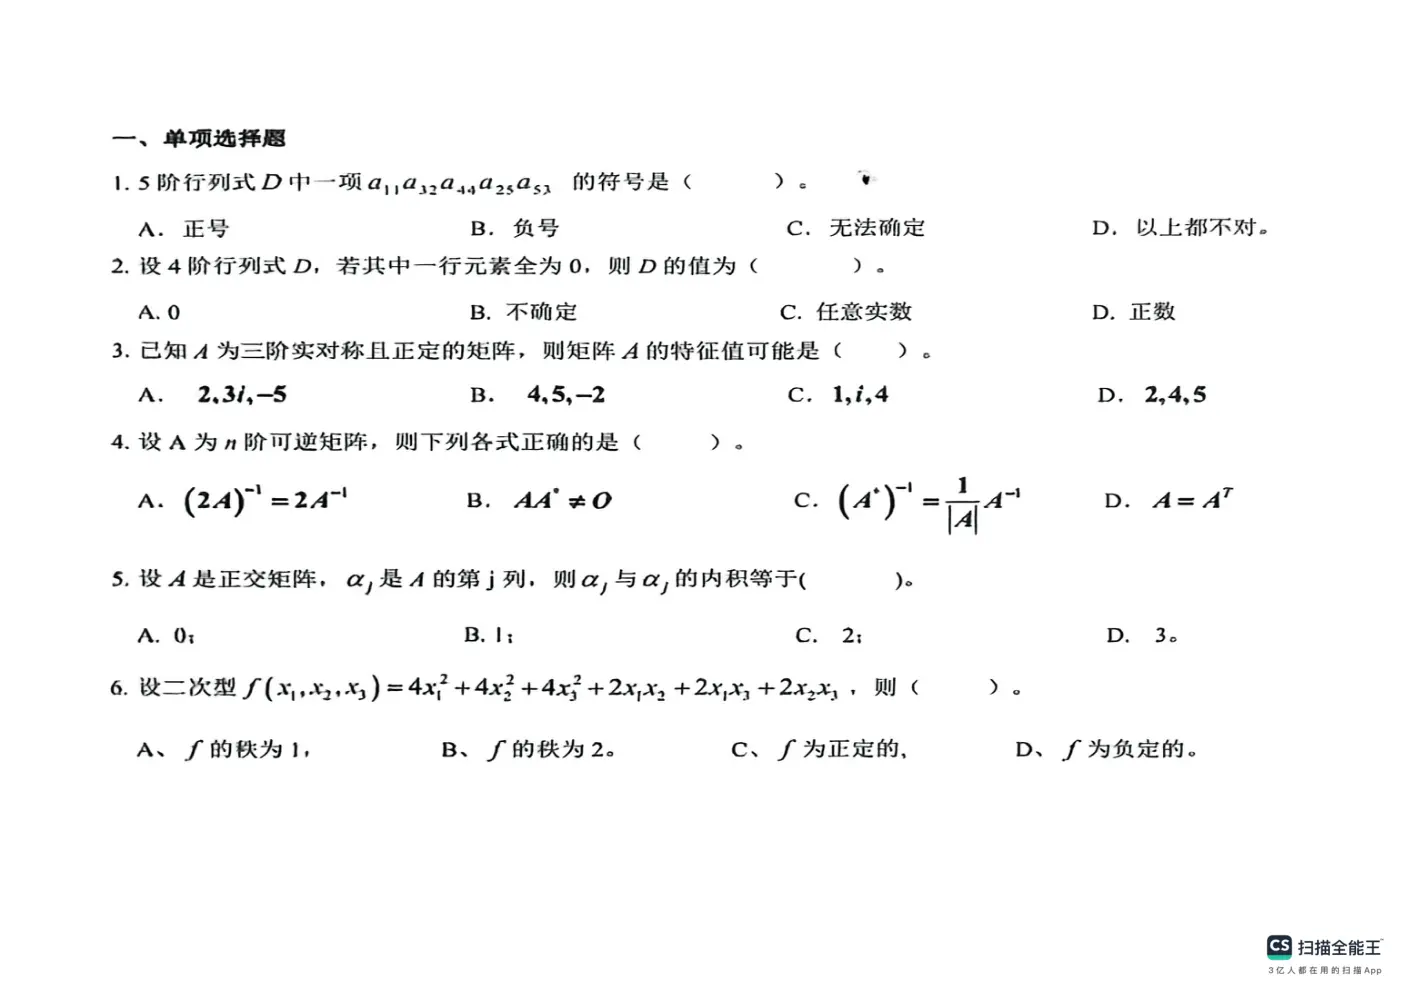 一、单项选择题
1. 5 阶行列式 D 中一项 a₁₁a₃₂a₄₄a₂₅a₅₃ 的符号是（ ）。
A. 正号 B. 负号 C. 无法确定 D. 以上都不对。
2. 设 4 阶行列式 D，若其中一行元素全为 0，则 D 的值为（ ）。
A. 0 B. 不确定 C. 任意实数 D. 正数
3. 已知 A 为三阶实对称且正定的矩阵，则矩阵 A 的特征值可能是（ ）。
A. 2,3i,−5 B. 4,5,−2 C. 1,i,4 D. 2,4,5
4. 设 A 为 n 阶可逆矩阵，则下列各式正确的是（ ）。
A. (2A)⁻¹ = 2A⁻¹ B. AA* ≠ O C. (A*)⁻¹ = 1/|A| A⁻¹ D. A = Aᵀ
5. 设 A 是正交矩阵，αⱼ 是 A 的第 j 列，则 αⱼ 与 αⱼ 的内积等于( )。
A. 0; B. 1; C. 2; D. 3。
6. 设二次型 f(x₁,x₂,x₃) = 4x₁² + 4x₂² + 4x₃² + 2x₁x₂ + 2x₁x₃ + 2x₂x₃，则（ ）。
A、f 的秩为 1， B、f 的秩为 2。 C、f 为正定的, D、f 为负定的。
CS 扫描全能王
3亿人都在用的扫描App